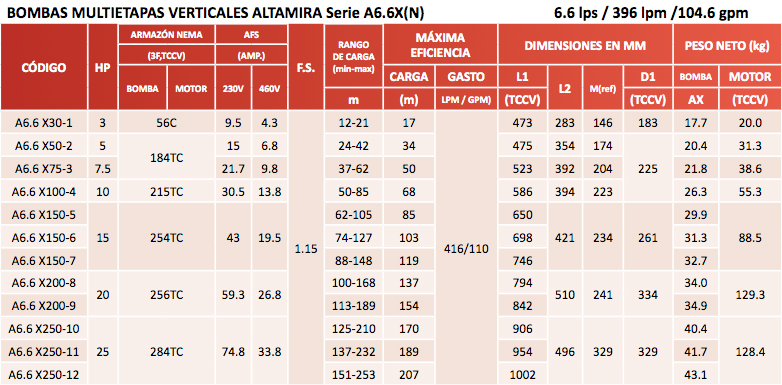 BOMBAS MULTIETAPAS VERTICALES ALTAMIRA Serie A6.6X(N) 6.6 lps / 396 lpm /104.6 gpm
CÓDIGO HP ARMAZÓN NEMA (3F,TCCV) BOMBA MOTOR AFS (AMP.) 230V 460V F.S. RANGO DE CARGA (min-max) m MÁXIMA EFICIENCIA CARGA (m) GASTO LPM / GPM) DIMENSIONES EN MM L1 (TCCV) L2 M(ref) D1 (TCCV) PESO NETO (kg) BOMBA AX MOTOR (TCCV)
A6.6 X30-1 3 56C 9.5 4.3 1.15 12-21 17 416/110 473 283 146 183 17.7 20.0
A6.6 X50-2 5 184TC 15 6.8 24-42 34 475 354 174 225 20.4 31.3
A6.6 X75-3 7.5 21.7 9.8 37-62 50 523 392 204 21.8 38.6
A6.6 X100-4 10 215TC 30.5 13.8 50-85 68 586 394 223 26.3 55.3
A6.6 X150-5 62-105 85 650 29.9
A6.6 X150-6 15 254TC 43 19.5 74-127 103 698 421 234 261 31.3 88.5
A6.6 X150-7 88-148 119 746 32.7
A6.6 X200-8 20 256TC 59.3 26.8 100-168 137 794 510 241 334 34.0 129.3
A6.6 X200-9 113-189 154 842 34.9
A6.6 X250-10 125-210 170 906 40.4
A6.6 X250-11 25 284TC 74.8 33.8 137-232 189 954 496 329 329 41.7 128.4
A6.6 X250-12 151-253 207 1002 43.1